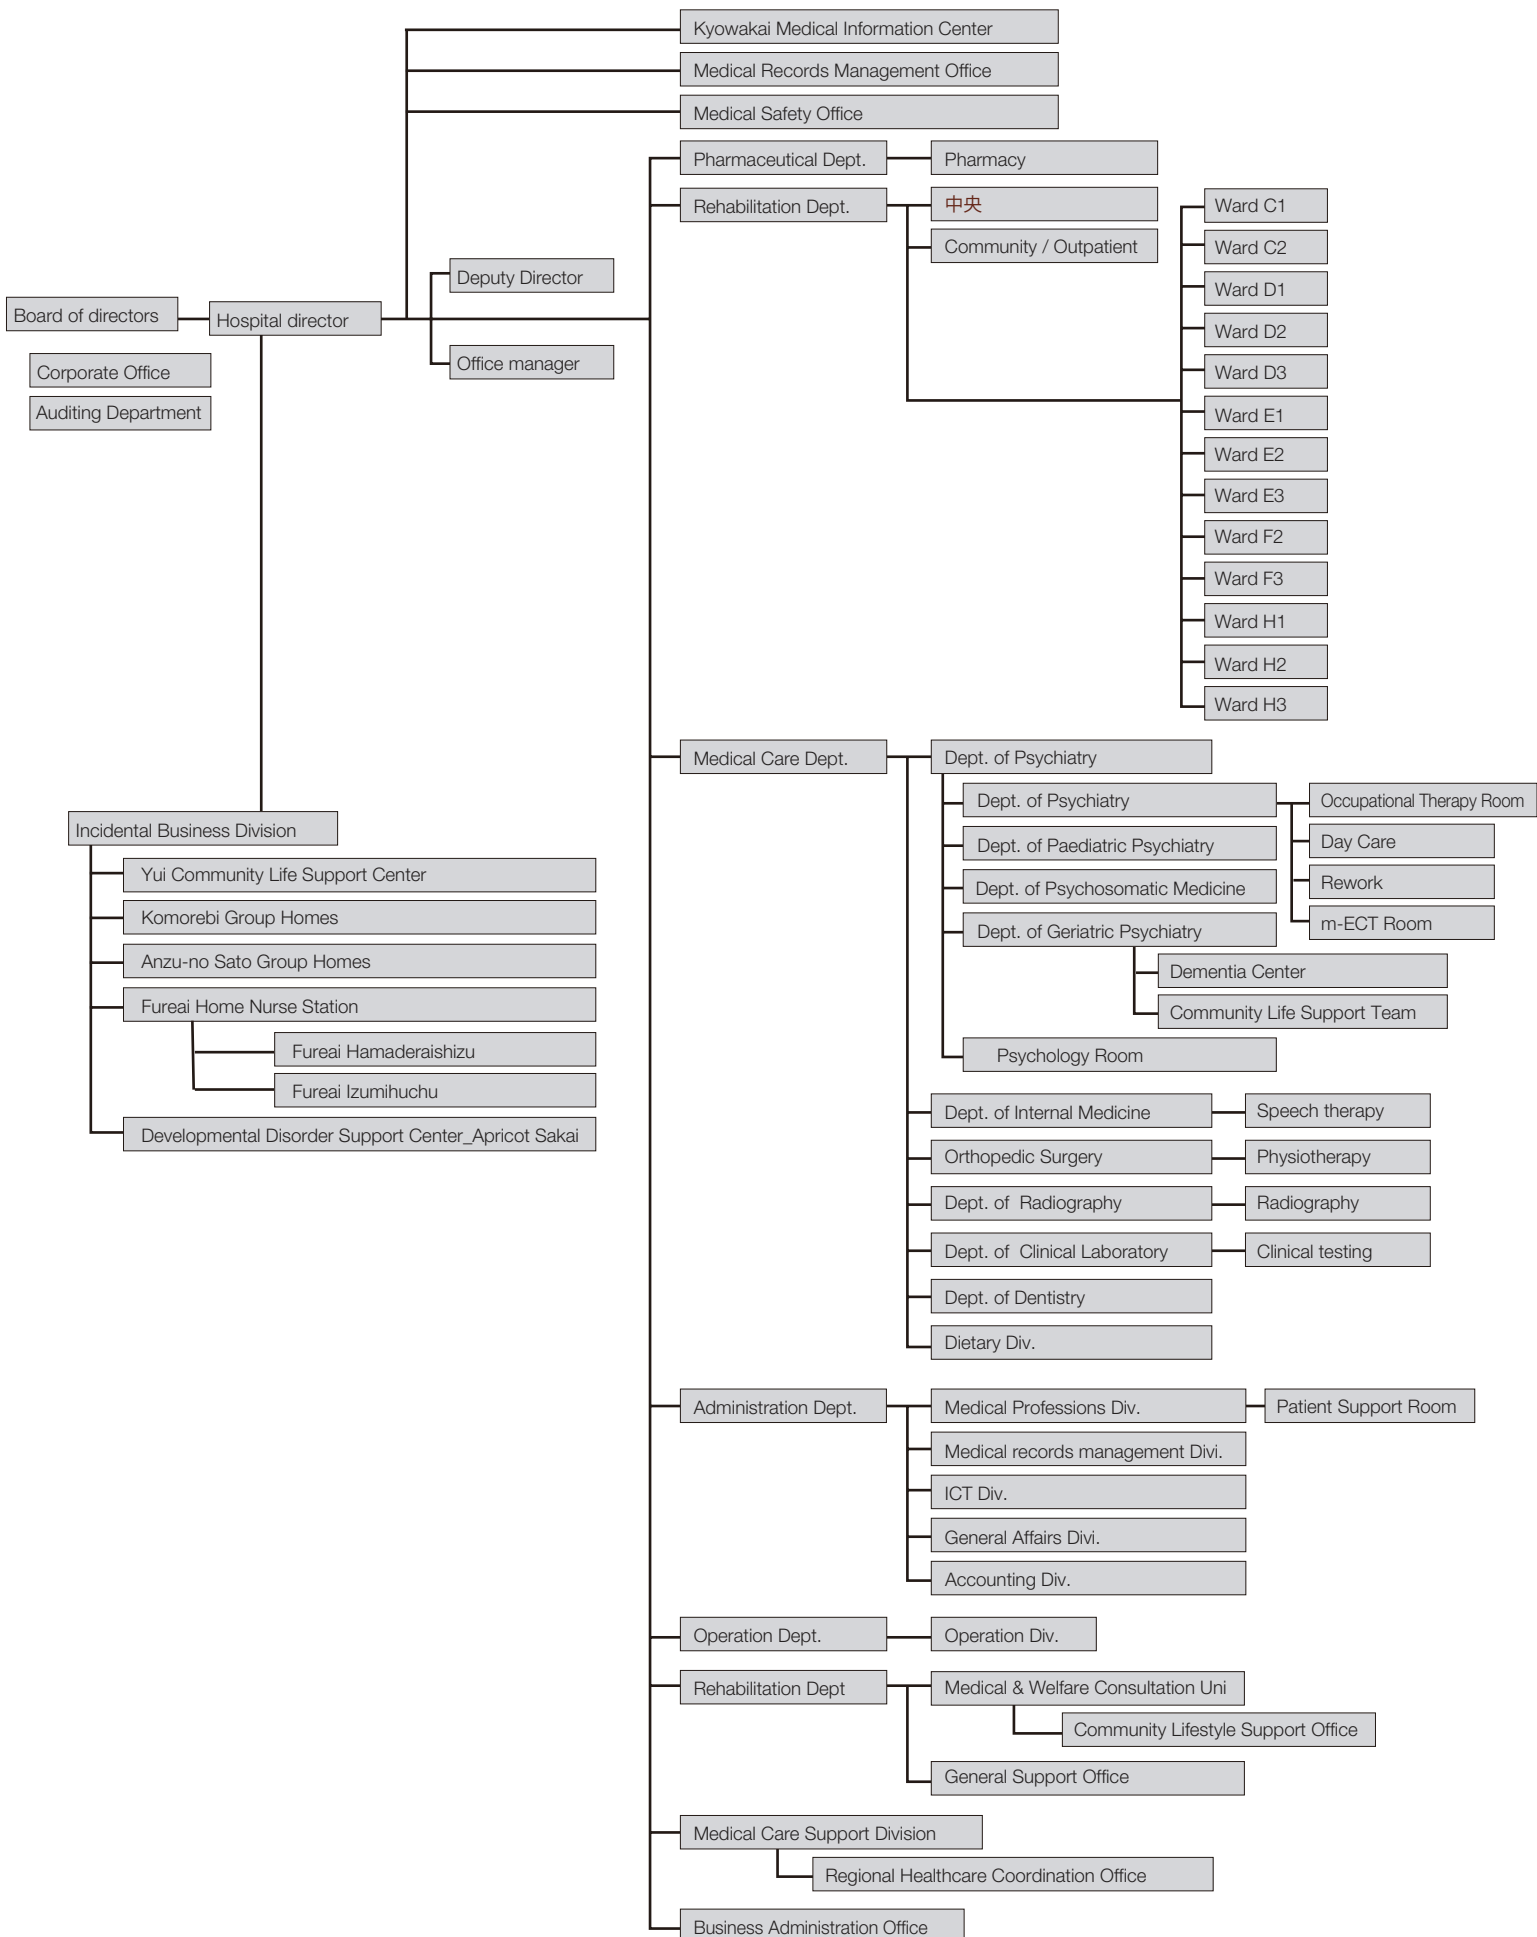 Kyowakai Medical Information Center
Medical Records Management Office
Medical Safety Office
Pharmaceutical Dept.
Pharmacy
Rehabilitation Dept.
中央
Community / Outpatient
Ward C1
Ward C2
Ward D1
Ward D2
Ward D3
Ward E1
Ward E2
Ward E3
Ward F2
Ward F3
Ward H1
Ward H2
Ward H3
Deputy Director
Board of directors
Hospital director
Office manager
Corporate Office
Auditing Department
Medical Care Dept.
Dept. of Psychiatry
Dept. of Psychiatry
Occupational Therapy Room
Day Care
Rework
m-ECT Room
Dept. of Paediatric Psychiatry
Dept. of Psychosomatic Medicine
Dept. of Geriatric Psychiatry
Dementia Center
Community Life Support Team
Psychology Room
Incidental Business Division
Yui Community Life Support Center
Komorebi Group Homes
Anzu-no Sato Group Homes
Fureai Home Nurse Station
Fureai Hamaderaishizu
Fureai Izumihuchu
Developmental Disorder Support Center_Apricot Sakai
Dept. of Internal Medicine
Speech therapy
Orthopedic Surgery
Physiotherapy
Dept. of Radiography
Radiography
Dept. of Clinical Laboratory
Clinical testing
Dept. of Dentistry
Dietary Div.
Administration Dept.
Medical Professions Div.
Patient Support Room
Medical records management Divi.
ICT Div.
General Affairs Divi.
Accounting Div.
Operation Dept.
Operation Div.
Rehabilitation Dept
Medical & Welfare Consultation Uni
Community Lifestyle Support Office
General Support Office
Medical Care Support Division
Regional Healthcare Coordination Office
Business Administration Office